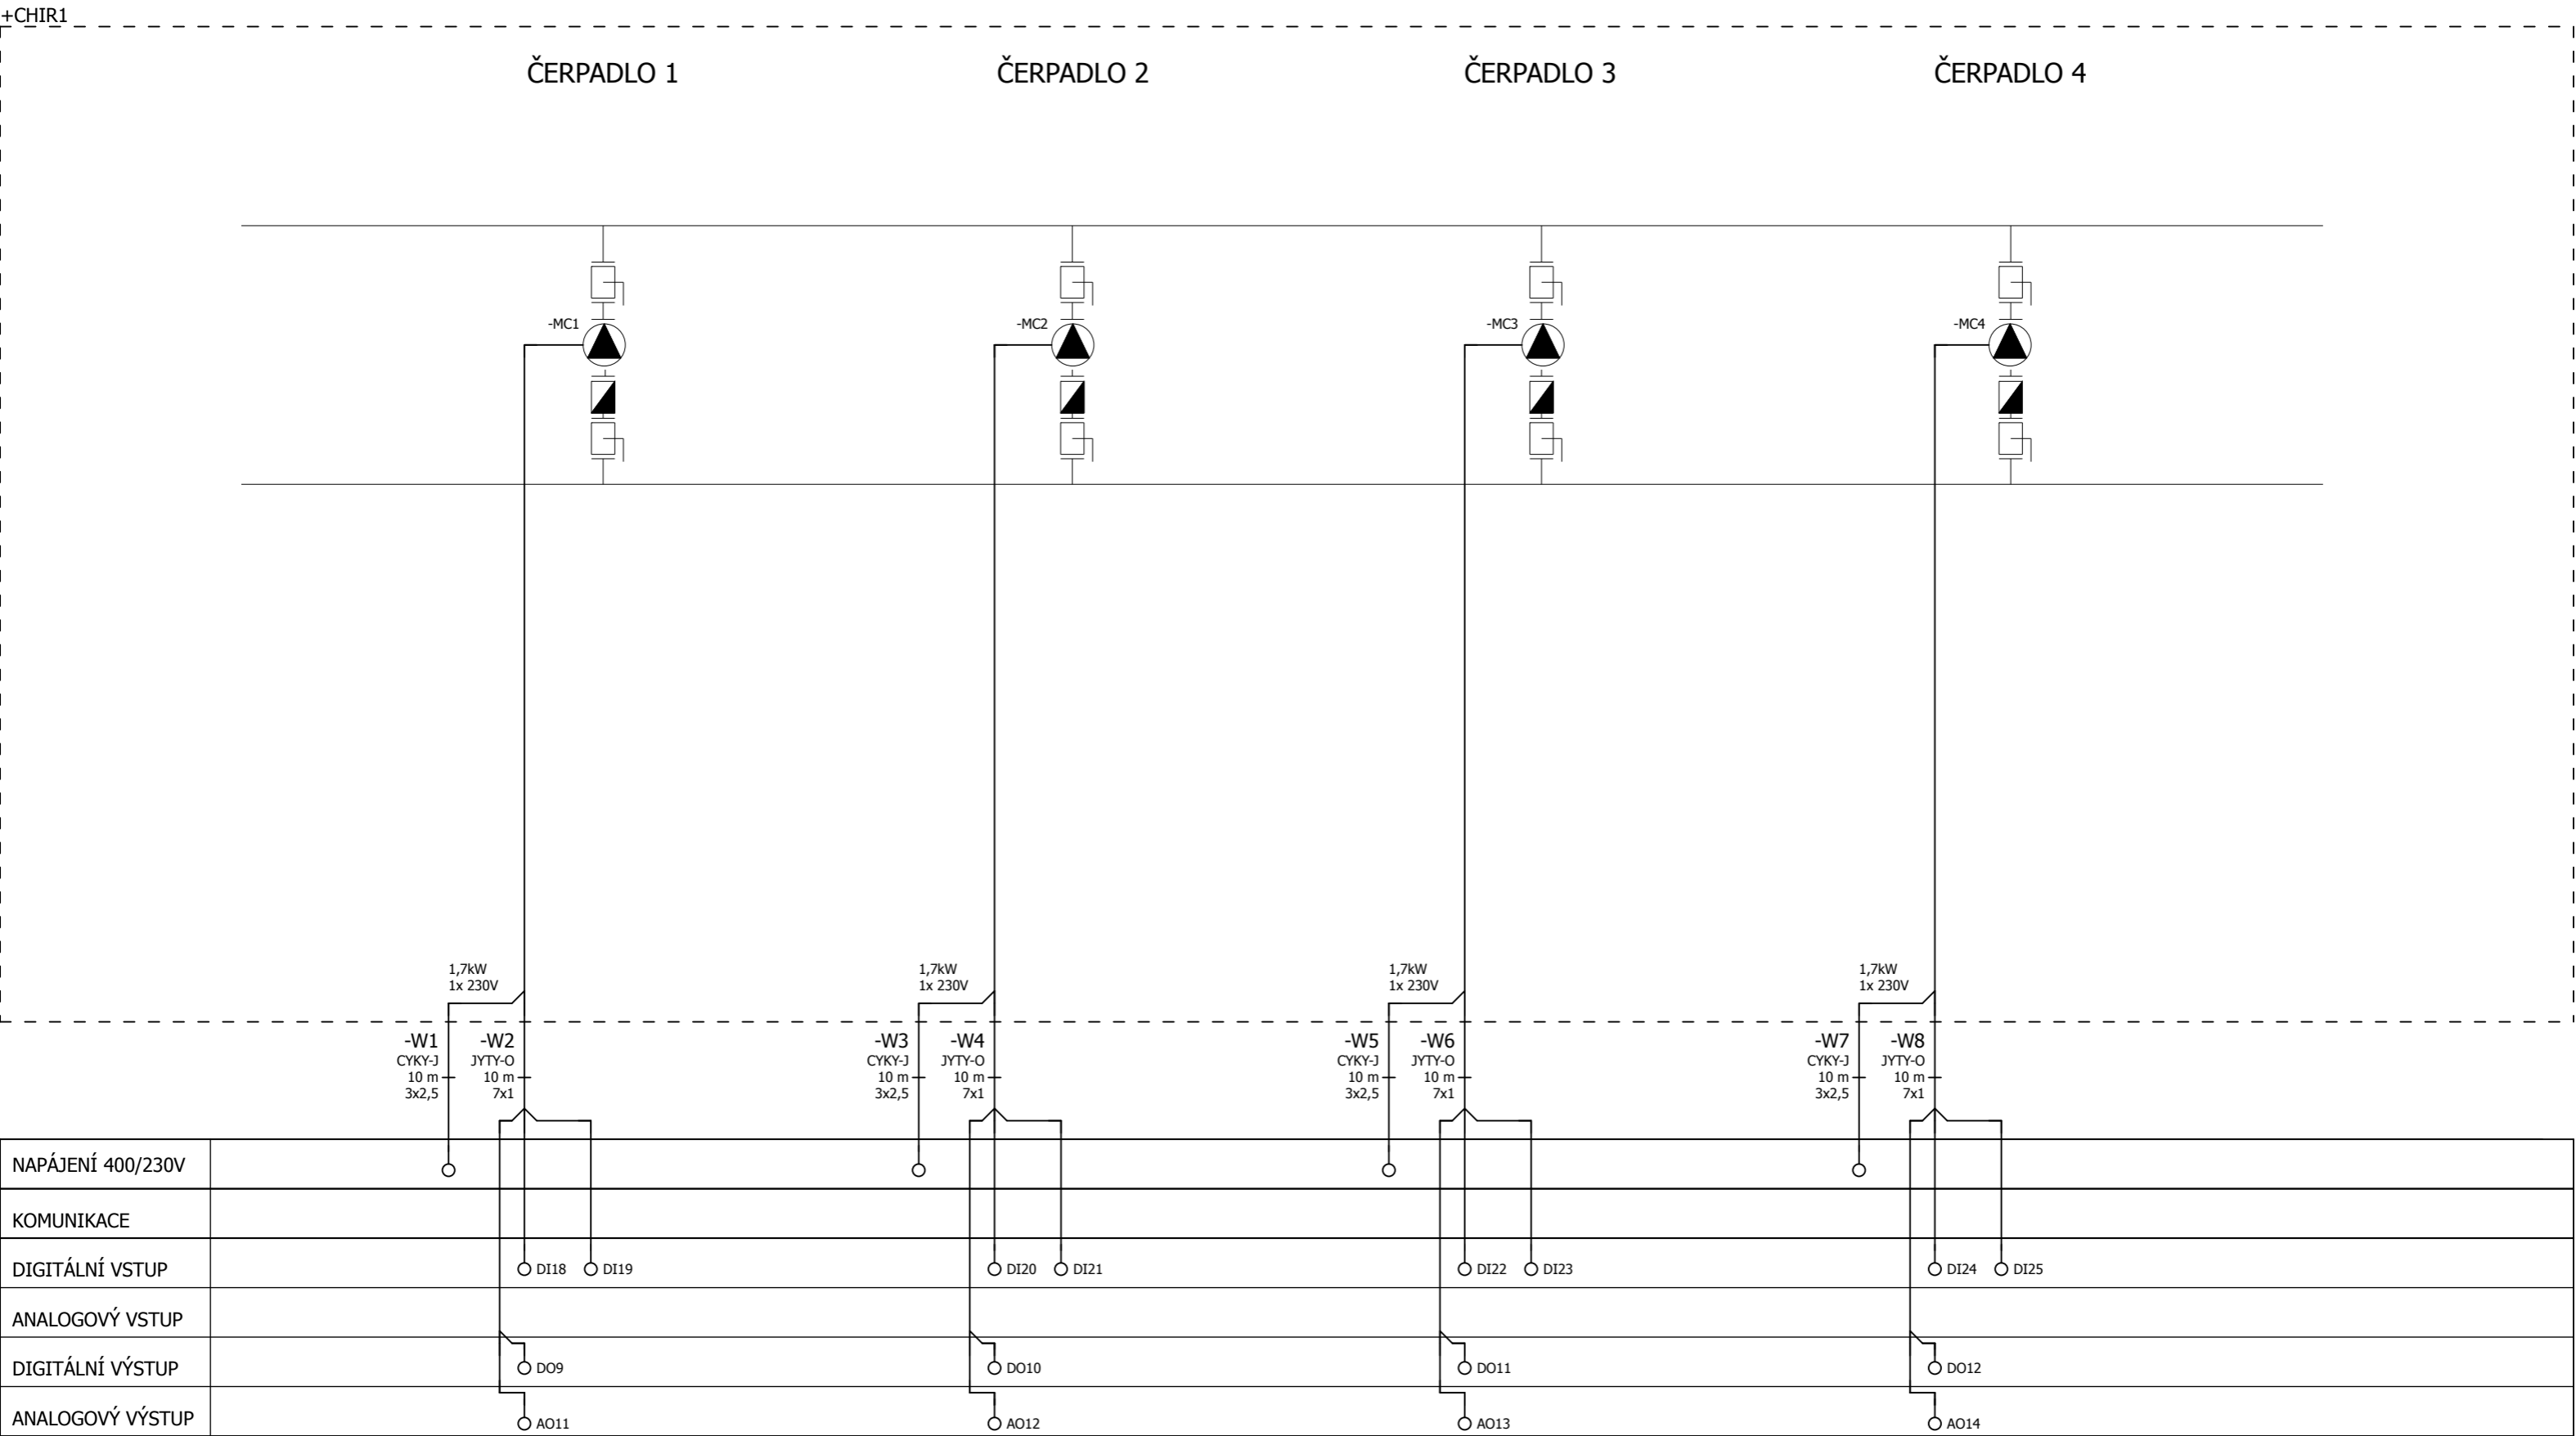 +CHIR1
ČERPADLO 1
ČERPADLO 2
ČERPADLO 3
ČERPADLO 4
-MC1
-MC2
-MC3
-MC4
1,7kW
1x 230V
1,7kW
1x 230V
1,7kW
1x 230V
1,7kW
1x 230V
-W1
CYKY-J
10 m
3x2,5
-W2
JYTY-O
10 m
7x1
-W3
CYKY-J
10 m
3x2,5
-W4
JYTY-O
10 m
7x1
-W5
CYKY-J
10 m
3x2,5
-W6
JYTY-O
10 m
7x1
-W7
CYKY-J
10 m
3x2,5
-W8
JYTY-O
10 m
7x1
NAPÁJENÍ 400/230V
KOMUNIKACE
DIGITÁLNÍ VSTUP
DI18
DI19
DI20
DI21
DI22
DI23
DI24
DI25
ANALOGOVÝ VSTUP
DIGITÁLNÍ VÝSTUP
DO9
DO10
DO11
DO12
ANALOGOVÝ VÝSTUP
AO11
AO12
AO13
AO14